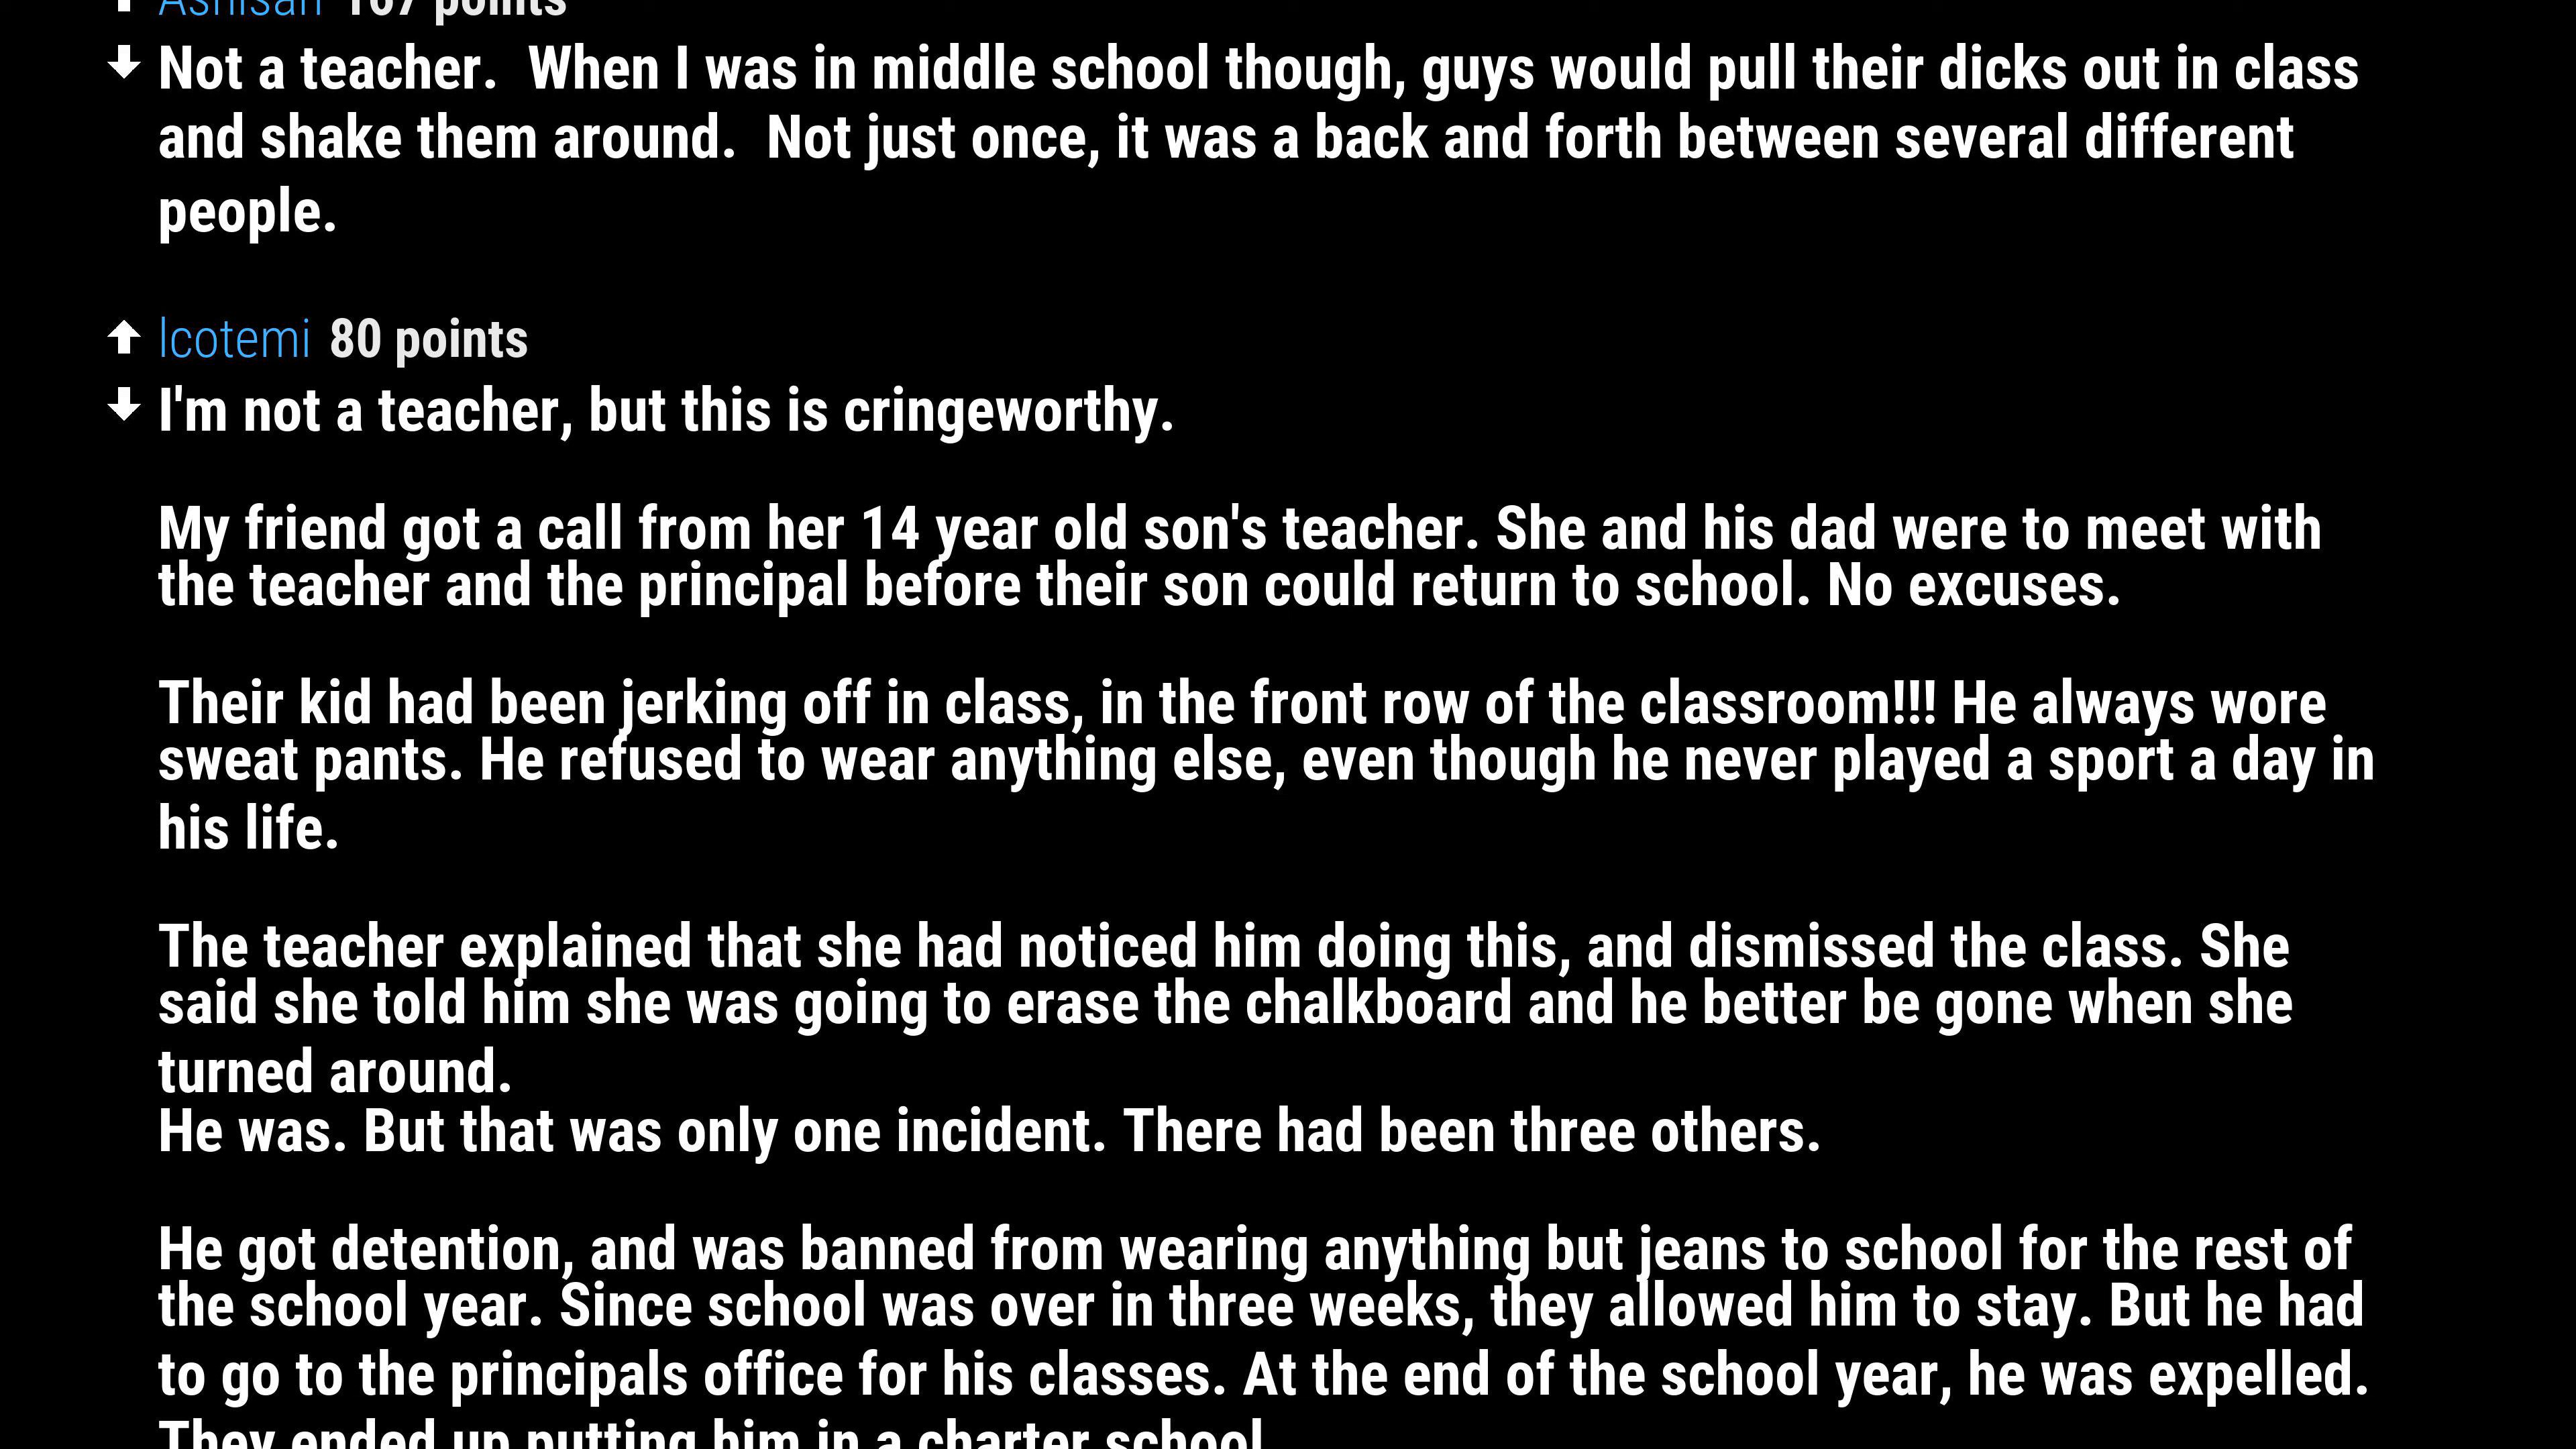 167 points
Not a teacher. When I was in middle school though, guys would pull their dicks out in class
and shake them around. Not just once, it was a back and forth between several different
people.
lcotemi 80 points
I'm not a teacher, but this is cringeworthy.
My friend got a call from her 14 year old son's teacher. She and his dad were to meet with
the teacher and the principal before their son could return to school. No excuses.
Their kid had been jerking off in class, in the front row of the classroom!!! He always wore
sweat pants. He refused to wear anything else, even though he never played a sport a day in
his life.
The teacher explained that she had noticed him doing this, and dismissed the class. She
said she told him she was going to erase the chalkboard and he better be gone when she
turned around.
He was. But that was only one incident. There had been three others.
He got detention, and was banned from wearing anything but jeans to school for the rest of
the school year. Since school was over in three weeks, they allowed him to stay. But he had
to go to the principals office for his classes. At the end of the school year, he was expelled.
They ended up putting him in a charter school